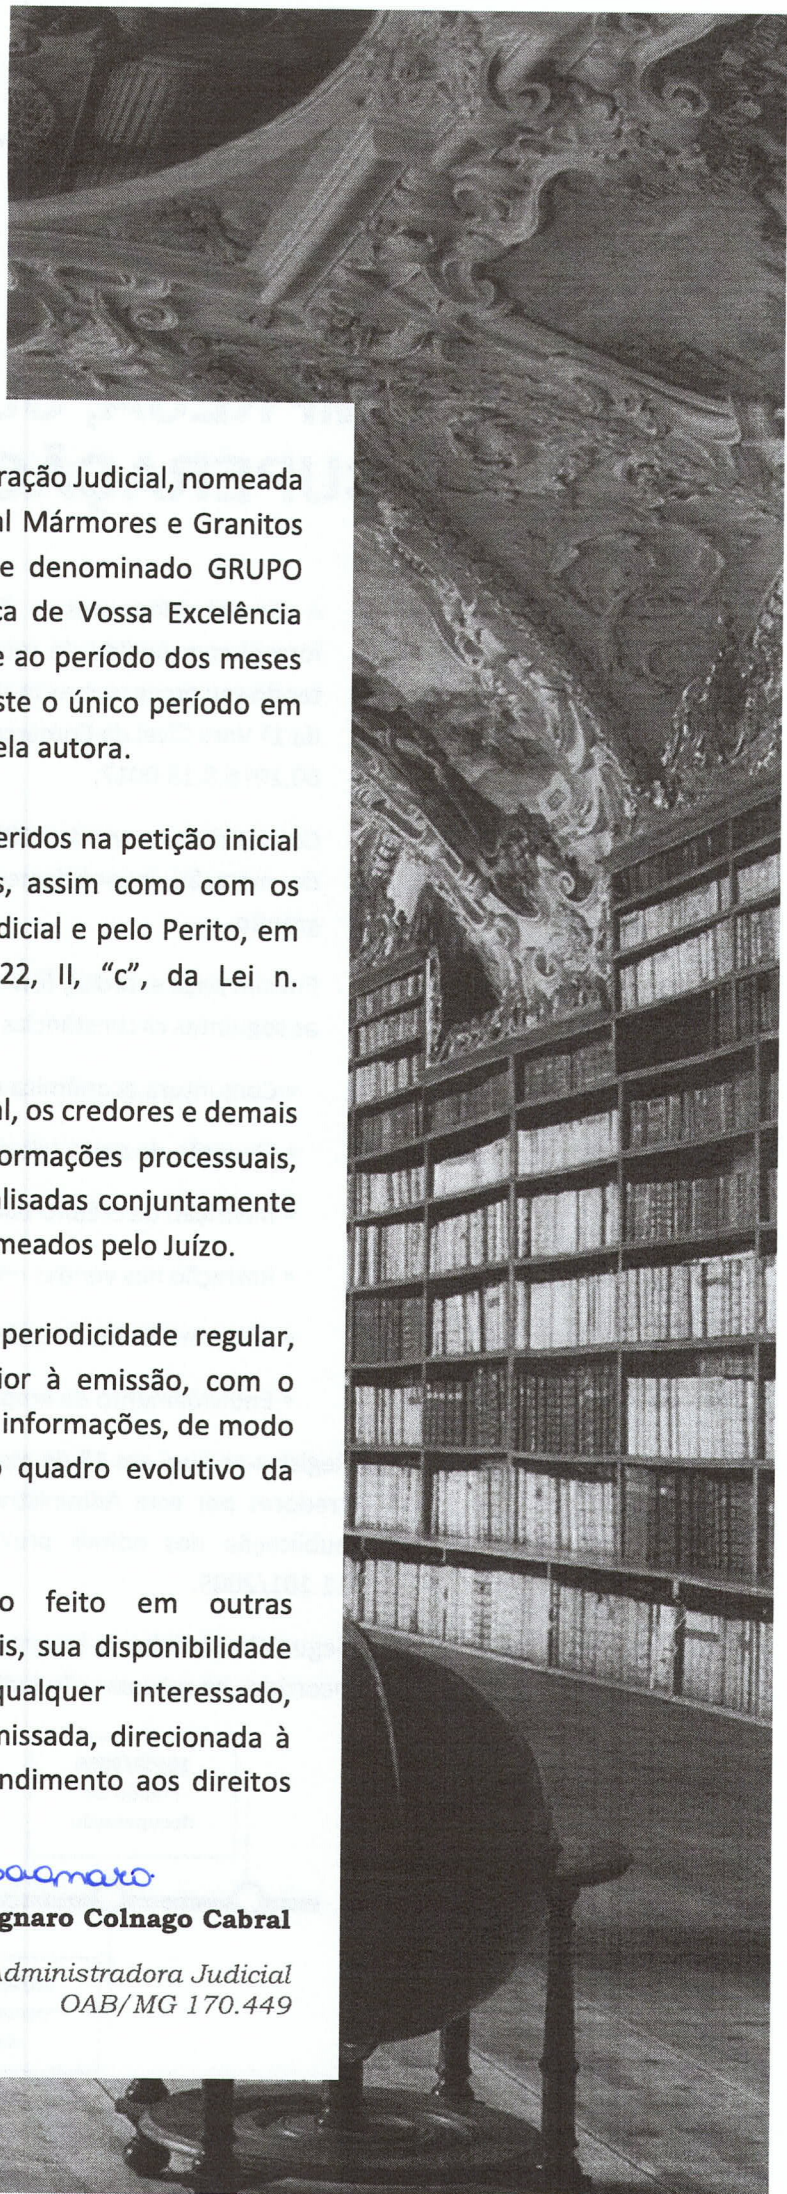 ração Judicial, nomeada
al Mármores e Granitos
e denominado GRUPO
ca de Vossa Excelência
e ao período dos meses
ste o único período em
ela autora.
eridos na petição inicial
s, assim como com os
dicial e pelo Perito, em
22, II, “c”, da Lei n.
al, os credores e demais
ormações processuais,
alisadas conjuntamente
meados pelo Juízo.
periodicidade regular,
ior à emissão, com o
informações, de modo
o quadro evolutivo da
o feito em outras
is, sua disponibilidade
qualquer interessado,
missada, direcionada à
ndimento aos direitos
gnaro Colnago Cabral
Administradora Judicial
OAB/MG 170.449